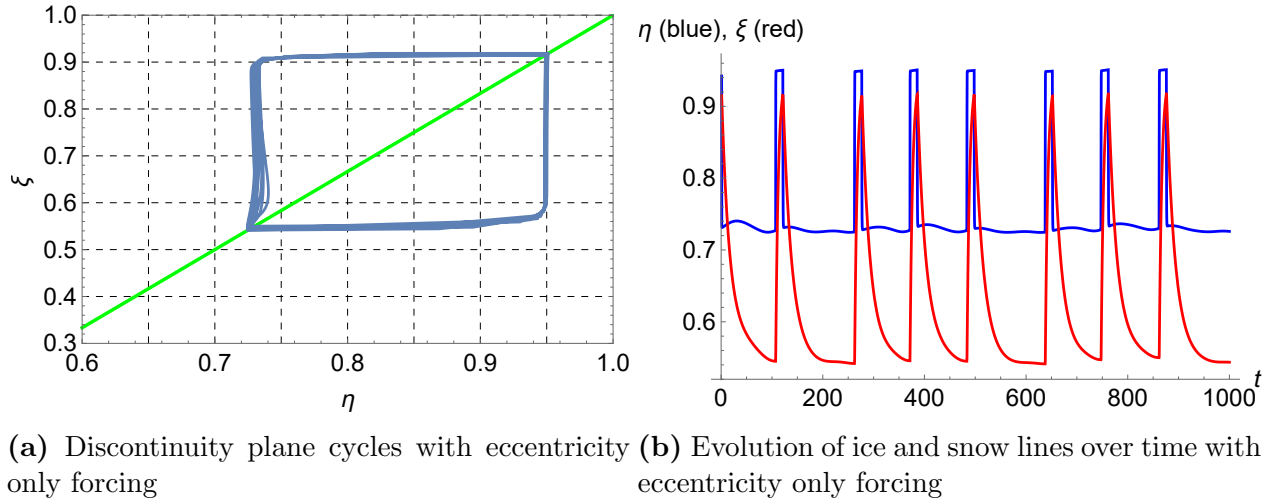 1.0
0.9
0.8
0.7
0.6
0.5
0.4
0.3
ξ
0.6 0.7 0.8 0.9 1.0
η
η (blue), ξ (red)
0.9
0.8
0.7
0.6
0 200 400 600 800 1000
t
(a) Discontinuity plane cycles with eccentricity
only forcing
(b) Evolution of ice and snow lines over time with
eccentricity only forcing